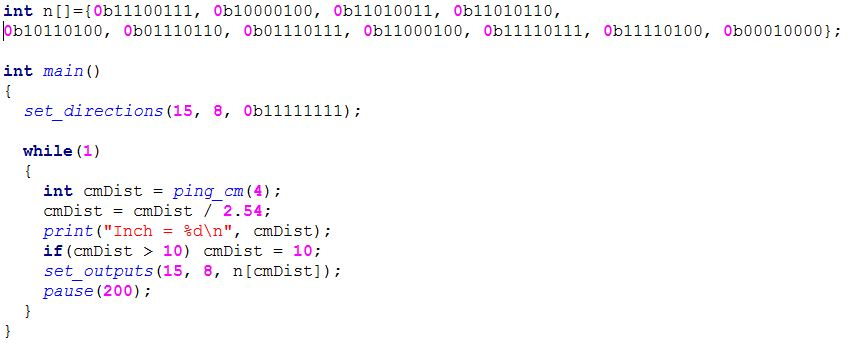 int n[]={0b11100111, 0b10000100, 0b11010011, 0b11010110,
0b10110100, 0b01110110, 0b01110111, 0b11000100, 0b11110111, 0b11110100, 0b00010000};
int main()
{
set_directions(15, 8, 0b11111111);
while(1)
{
int cmDist = ping_cm(4);
cmDist = cmDist / 2.54;
print("Inch = %d\n", cmDist);
if(cmDist > 10) cmDist = 10;
set_outputs(15, 8, n[cmDist]);
pause(200);
}
}